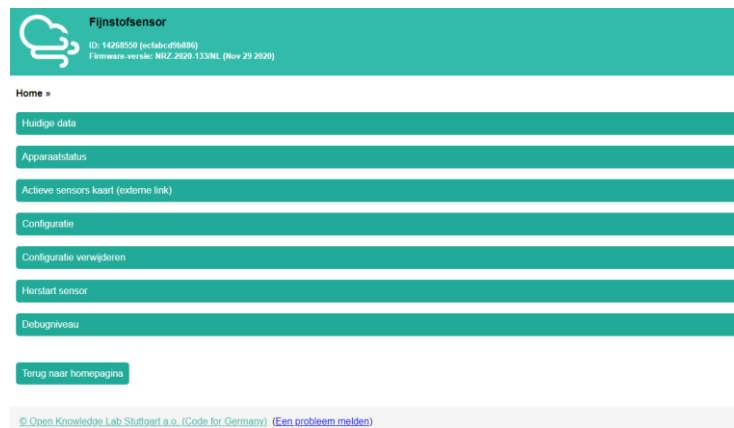 Fijnstofsensor
ID: 14268550 (ecfabcd9b886)
Firmware-versie: NRZ-2020-133/NL (Nov 29 2020)
Home »
Huidige data
Apparaatstatus
Actieve sensors kaart (externe link)
Configuratie
Configuratie verwijderen
Herstart sensor
Debugniveau
Terug naar homepagina
© Open Knowledge Lab Stuttgart a.o. (Code for Germany) (Een probleem melden)